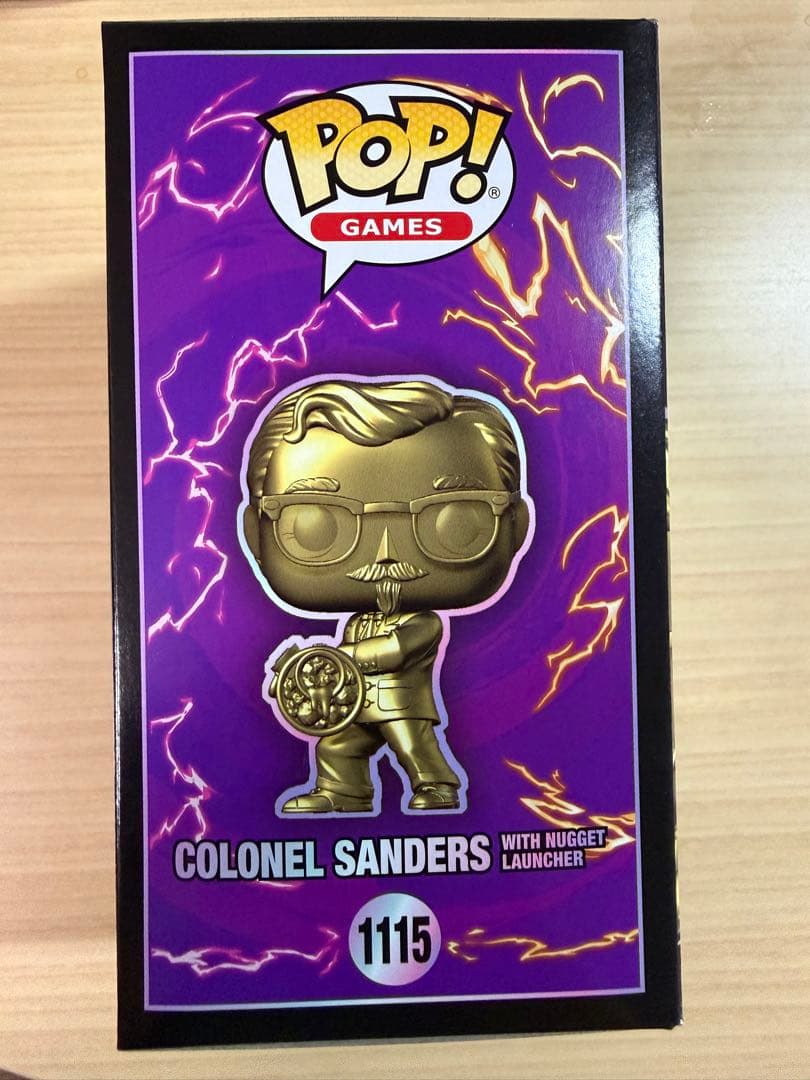 POP!®
GAMES
COLONEL SANDERS WITH NUGGET
LAUNCHER
1115